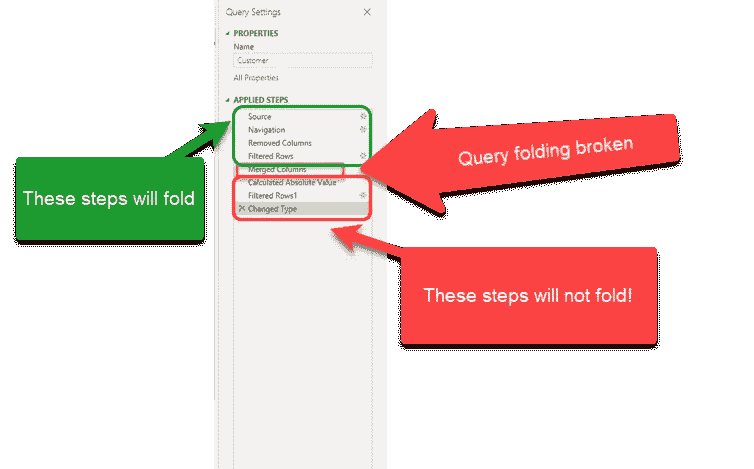 Query Settings
PROPERTIES
Name
Customer
All Properties
APPLIED STEPS
Source
Navigation
Removed Columns
Filtered Rows
Merged Columns
Calculated Absolute Value
Filtered Rows1
Changed Type
These steps will fold
Query folding broken
These steps will not fold!